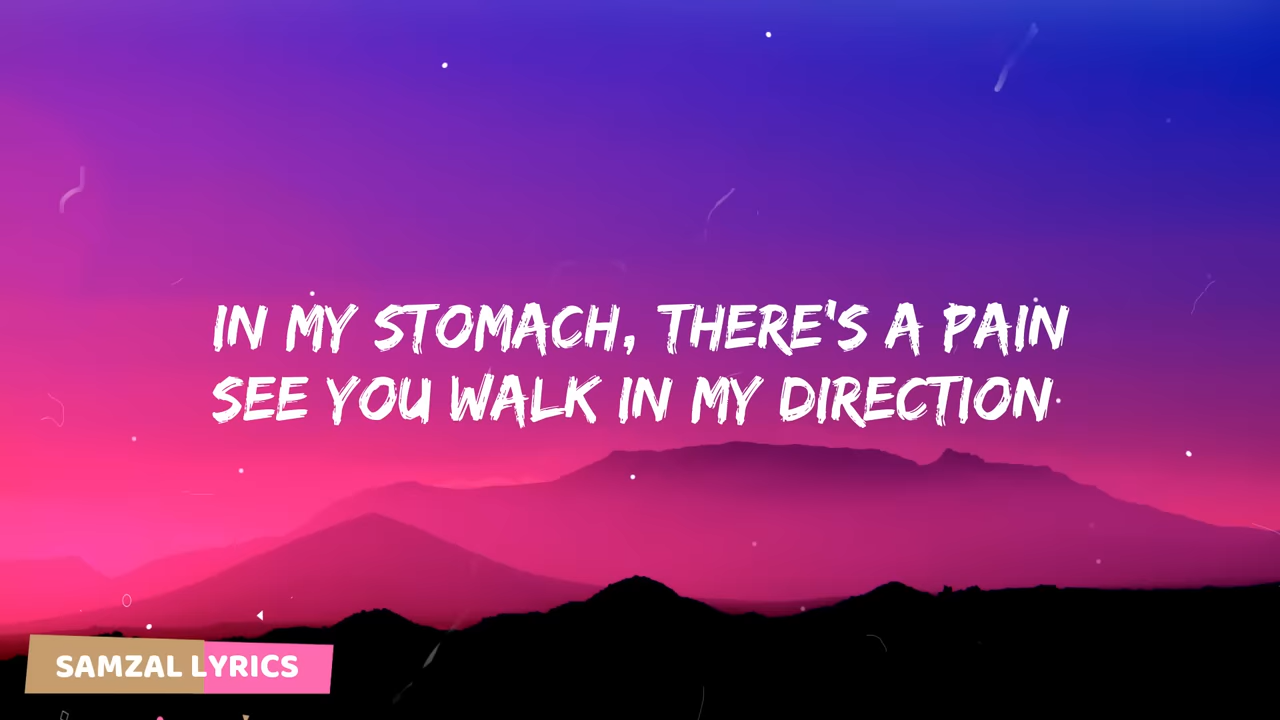 IN MY STOMACH, THERE'S A PAIN
SEE YOU WALK IN MY DIRECTION
SAMZAL LYRICS